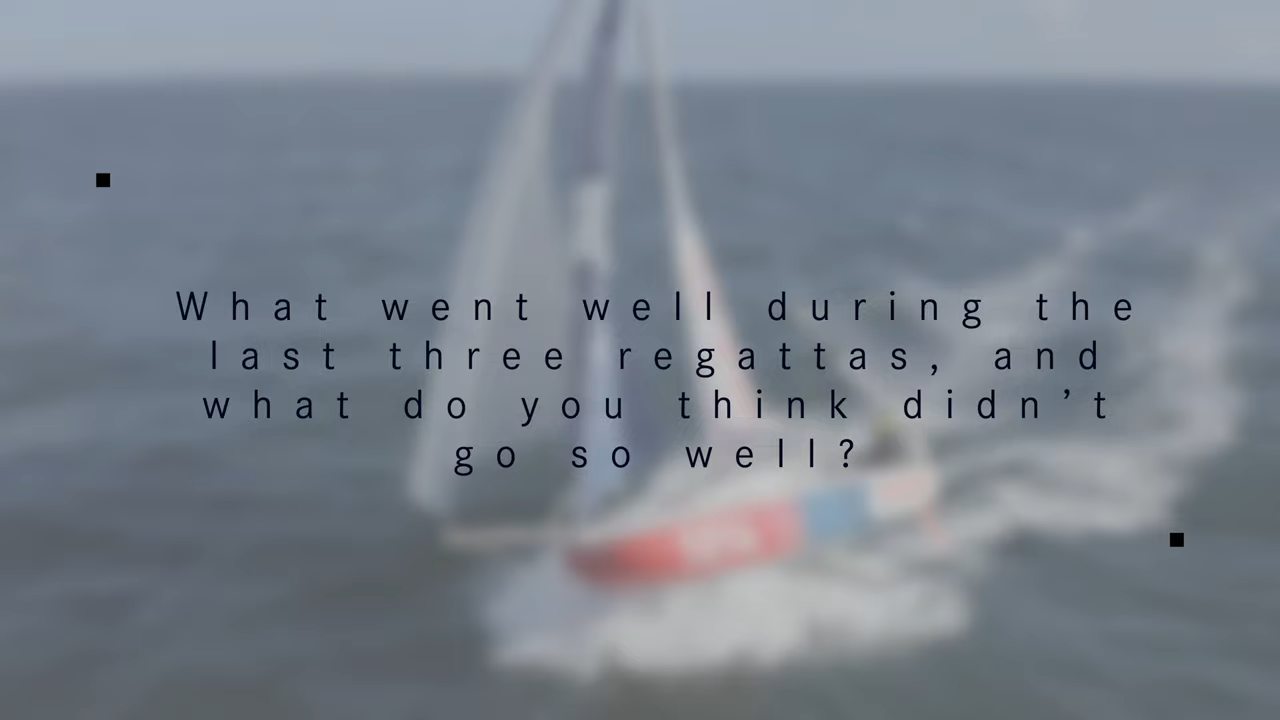 What went well during the
last three regattas, and
what do you think didn’t
go so well?